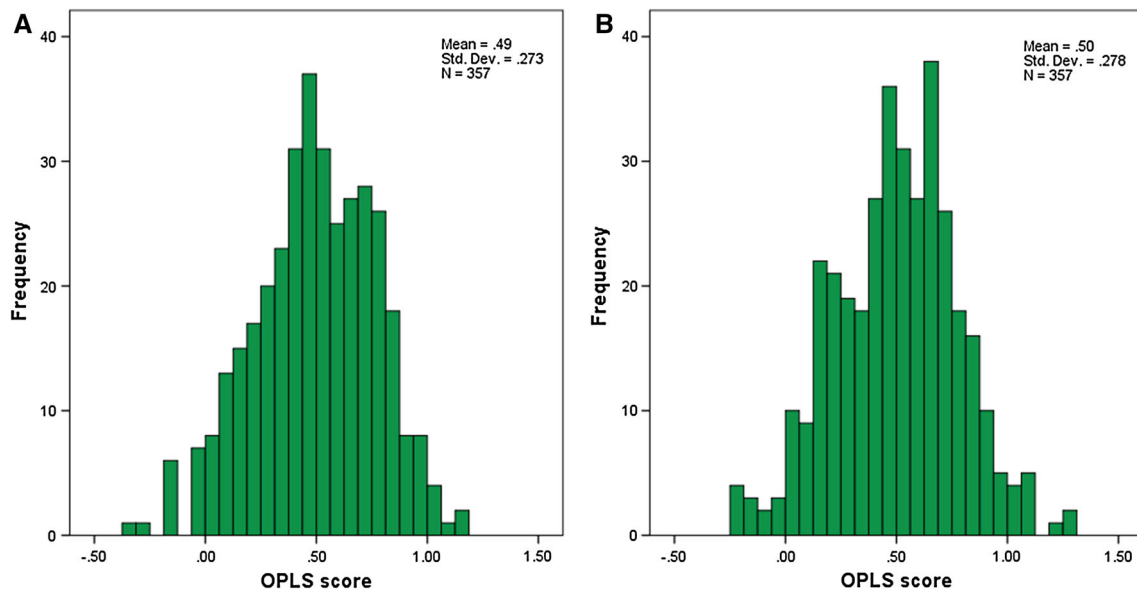 A
Mean = .49
Std. Dev. = .273
N = 357
40
30
20
10
0
Frequency
-.50 .00 .50 1.00 1.50
OPLS score
B
Mean = .50
Std. Dev. = .278
N = 357
40
30
20
10
0
Frequency
-.50 .00 .50 1.00 1.50
OPLS score